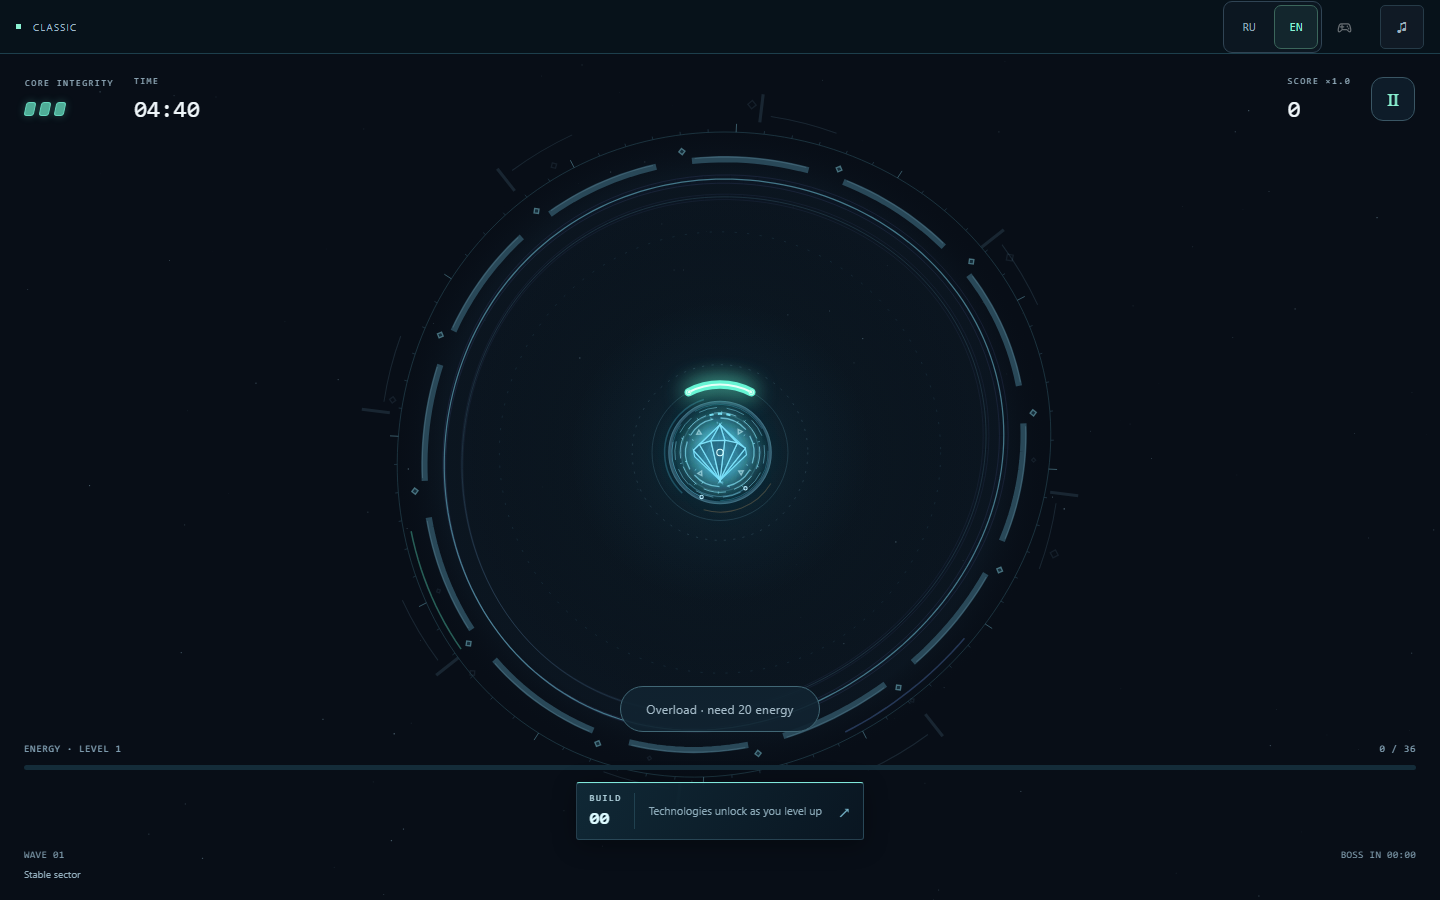 CLASSIC
RU
EN
CORE INTEGRITY
TIME
04:40
SCORE ×1.0
0
II
Overload · need 20 energy
ENERGY · LEVEL 1
0 / 36
BUILD
00
Technologies unlock as you level up
WAVE 01
Stable sector
BOSS IN 00:00